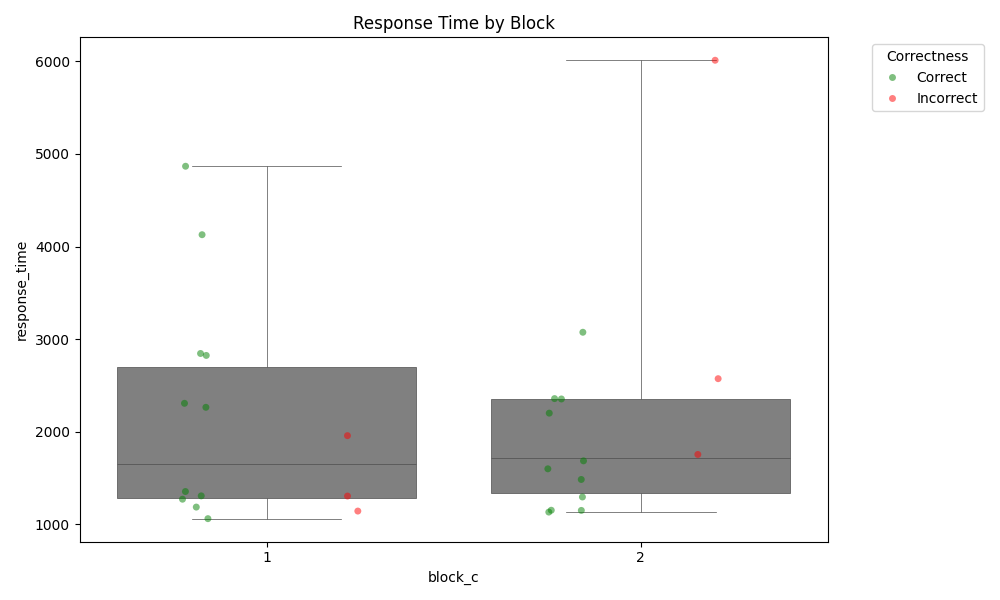 Response Time by Block
Correctness
Correct
Incorrect
response_time
6000
5000
4000
3000
2000
1000
1
2
block_c